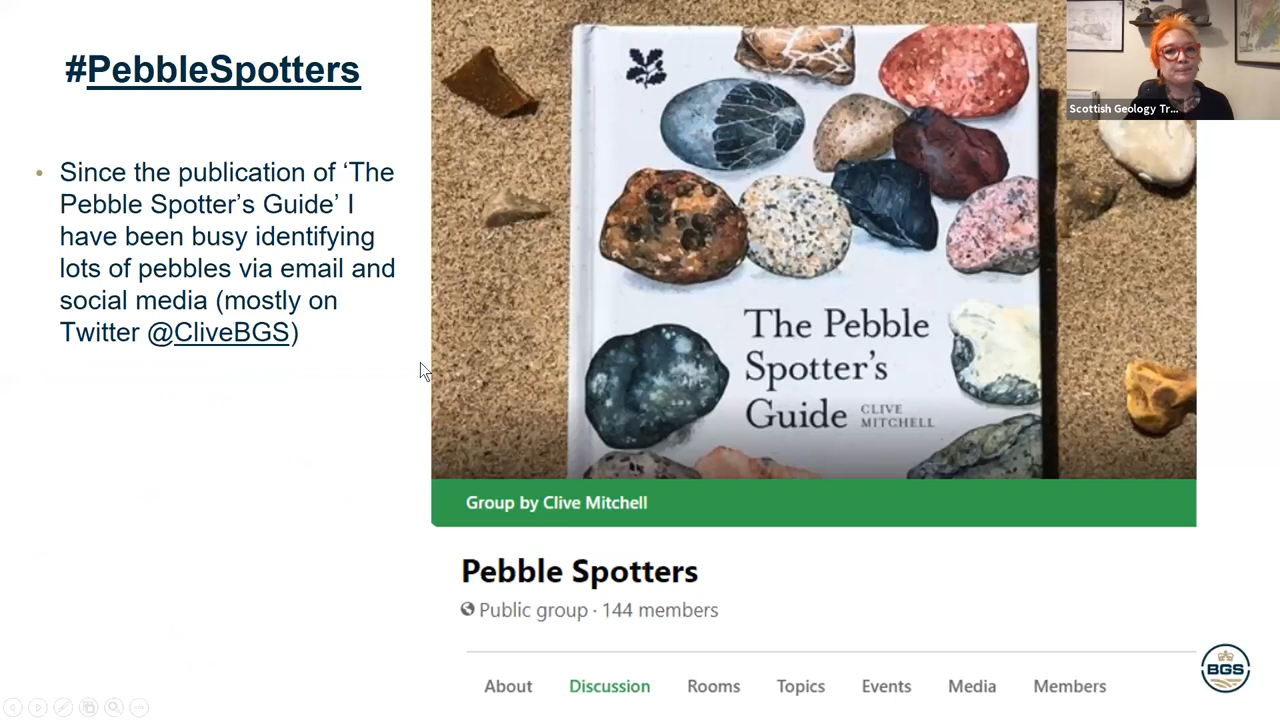 #PebbleSpotters
Since the publication of ‘The
Pebble Spotter’s Guide’ I
have been busy identifying
lots of pebbles via email and
social media (mostly on
Twitter @CliveBGS)
Scottish Geology Tr...
The Pebble
Spotter’s
Guide
CLIVE
MITCHELL
Group by Clive Mitchell
Pebble Spotters
Public group · 144 members
About Discussion Rooms Topics Events Media Members
BGS